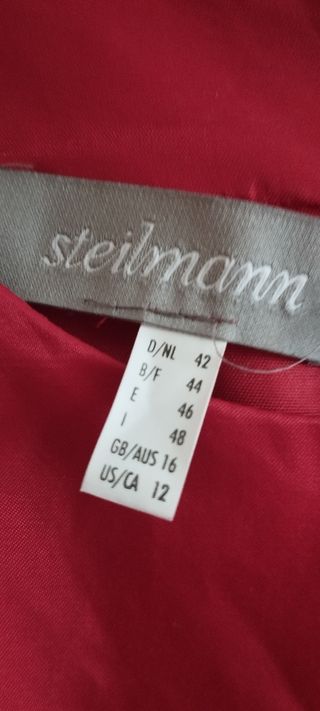 steilmann
D/NL 42
B/F 44
E 46
I 48
GB/AUS 16
US/CA 12